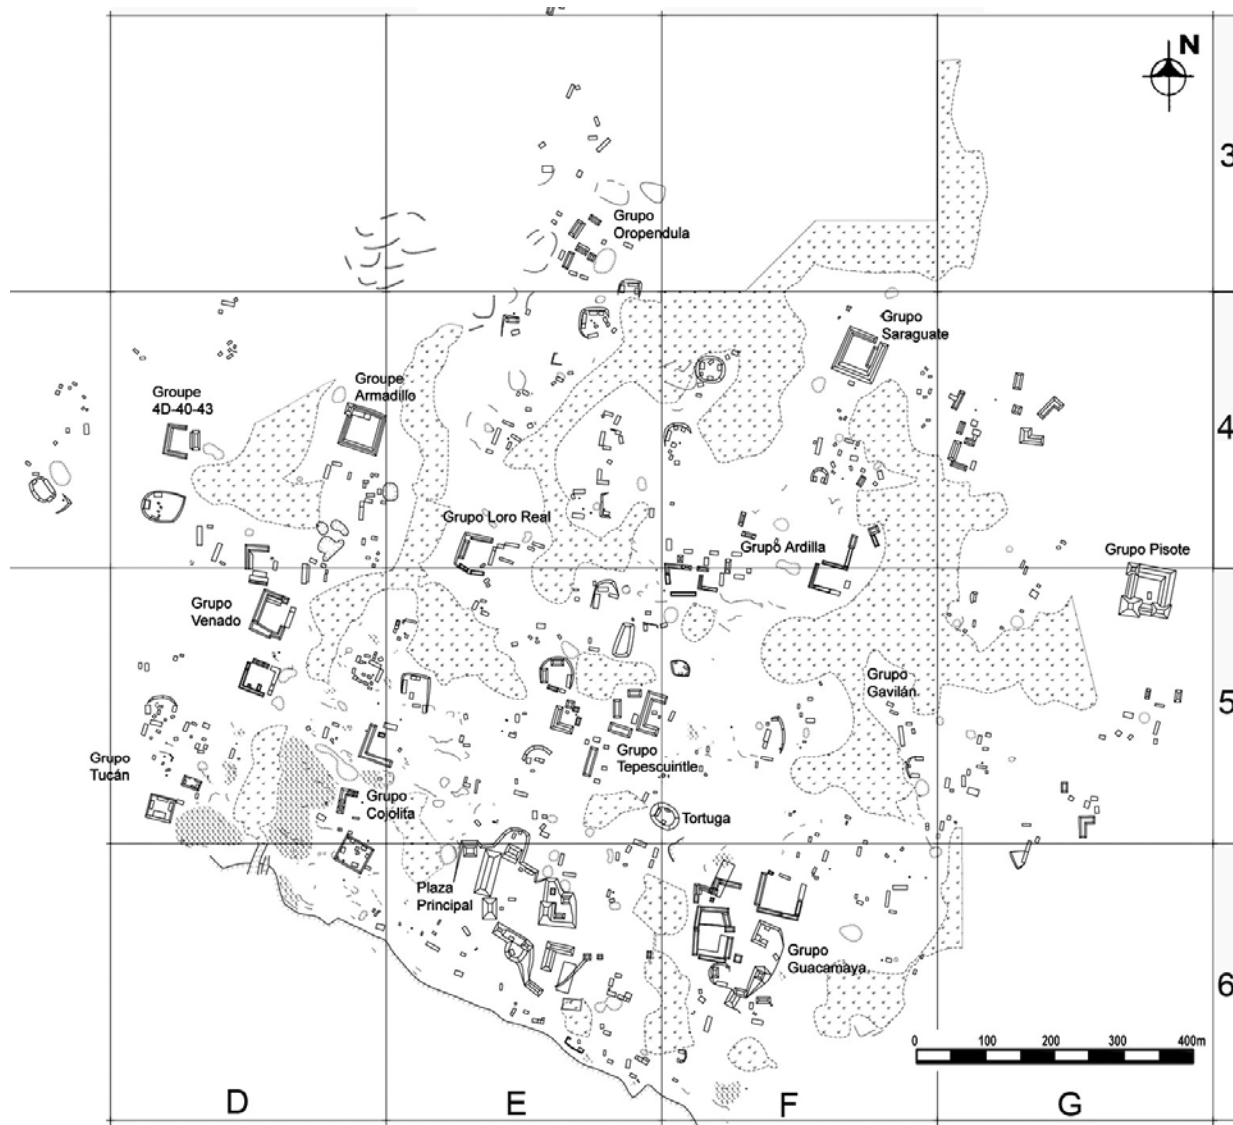 N
3
Grupo
Oropendula
Grupo
Saraguate
Groupe
Armadillo
Groupe
4D-40-43
4
Grupo Loro Real
Grupo Ardilla
Grupo Pisote
Grupo
Venado
Grupo
Gavilán
5
Grupo
Tucán
Grupo
Tepescuintle
Grupo
Cojolita
Tortuga
Plaza
Principal
Grupo
Guacamaya
6
0 100 200 300 400m
D E F G